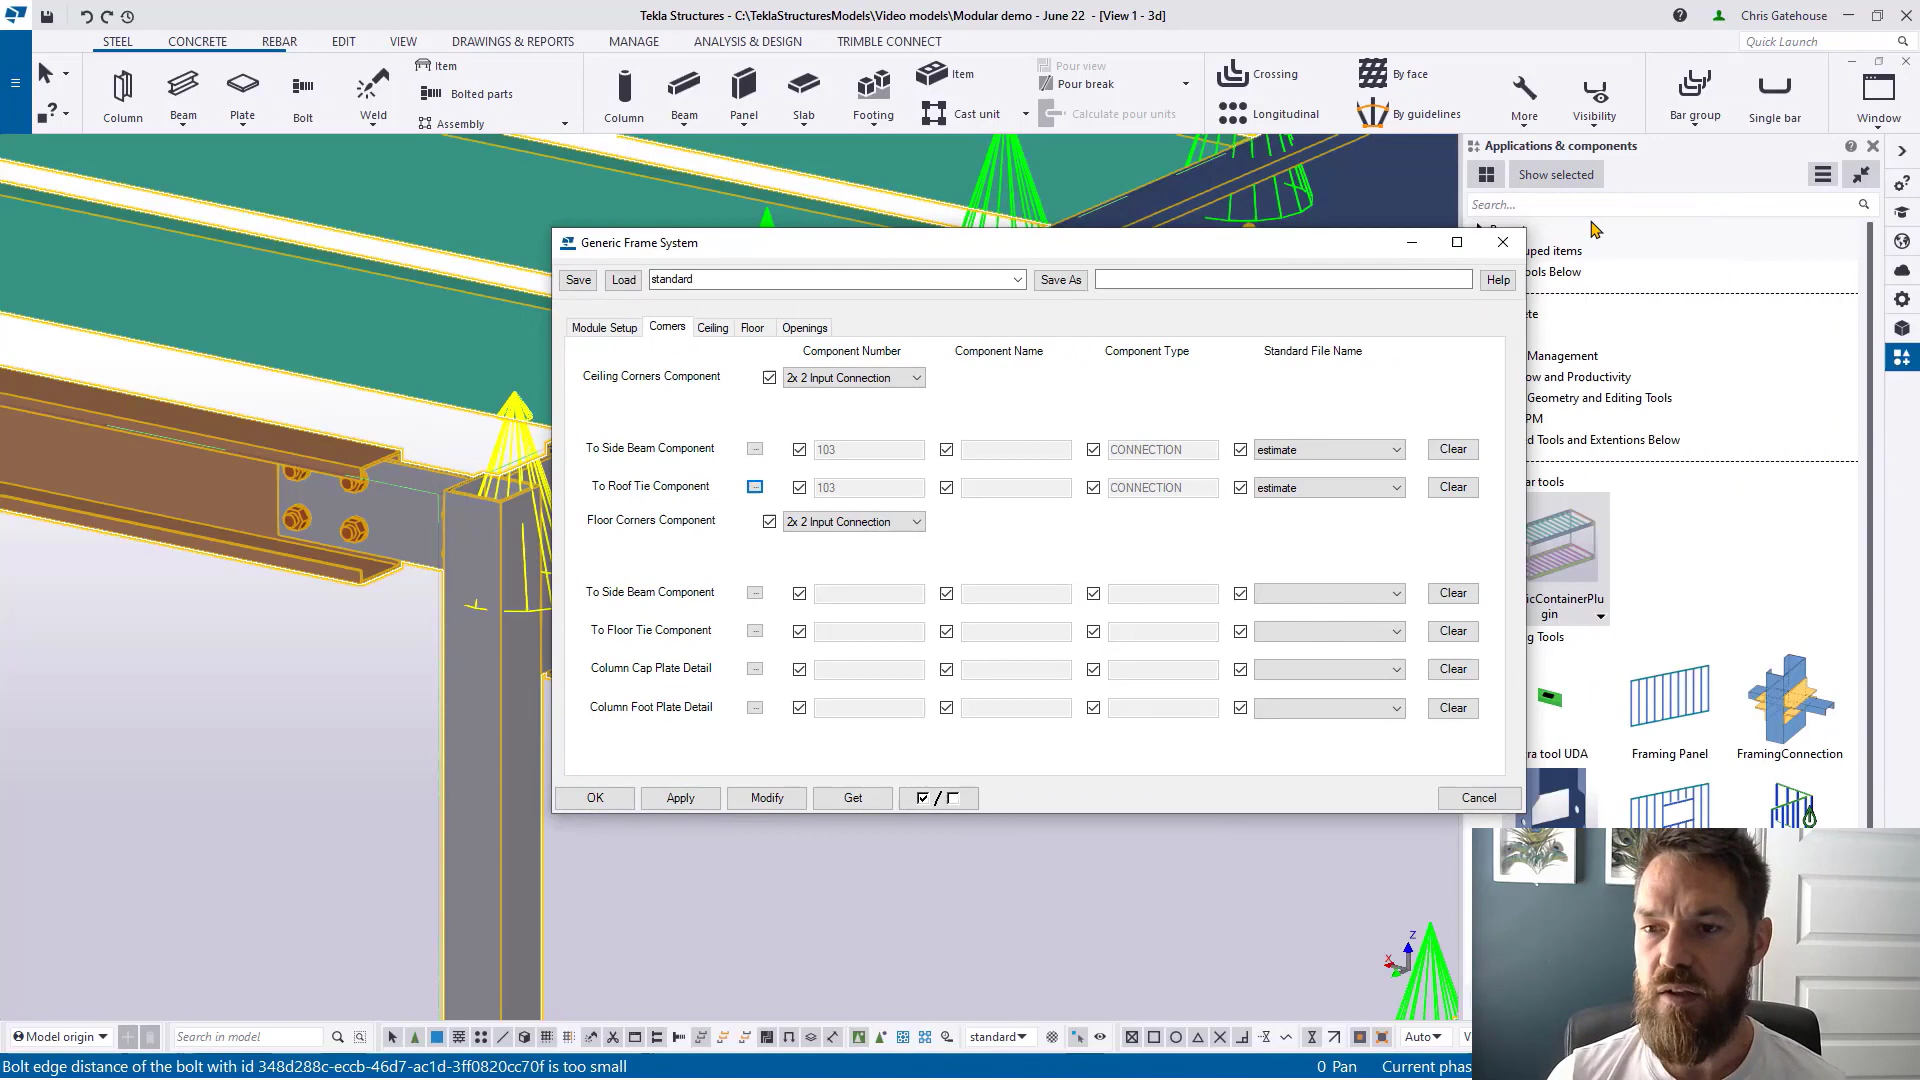 Tekla Structures - C:\TeklaStructuresModels\Video models\Modular demo - June 22 - [View 1 - 3d]
Chris Gatehouse
STEEL CONCRETE REBAR EDIT VIEW DRAWINGS & REPORTS MANAGE ANALYSIS & DESIGN TRIMBLE CONNECT
Quick Launch
Column Beam Plate Bolt Weld
Item
Bolted parts
Assembly
Column Beam Panel Slab Footing
Item
Cast unit
Pour view
Pour break
Calculate pour units
Crossing
Longitudinal
By face
By guidelines
More Visibility Bar group Single bar Window
Applications & components
Show selected
Search...
uped items
ools Below
ete
Management
ow and Productivity
Geometry and Editing Tools
PM
d Tools and Extentions Below
ar tools
icContainerPlu
gin
g Tools
ra tool UDA Framing Panel FramingConnection
Generic Frame System
Save Load standard Save As Help
Module Setup Corners Ceiling Floor Openings
Component Number Component Name Component Type Standard File Name
Ceiling Corners Component 2x 2 Input Connection
To Side Beam Component ... 103 CONNECTION estimate Clear
To Roof Tie Component ... 103 CONNECTION estimate Clear
Floor Corners Component 2x 2 Input Connection
To Side Beam Component ... Clear
To Floor Tie Component ... Clear
Column Cap Plate Detail ... Clear
Column Foot Plate Detail ... Clear
OK Apply Modify Get / Cancel
Z
X
Model origin Search in model standard Auto V
Bolt edge distance of the bolt with id 348d288c-eccb-46d7-ac1d-3ff0820cc70f is too small
0 Pan Current phas